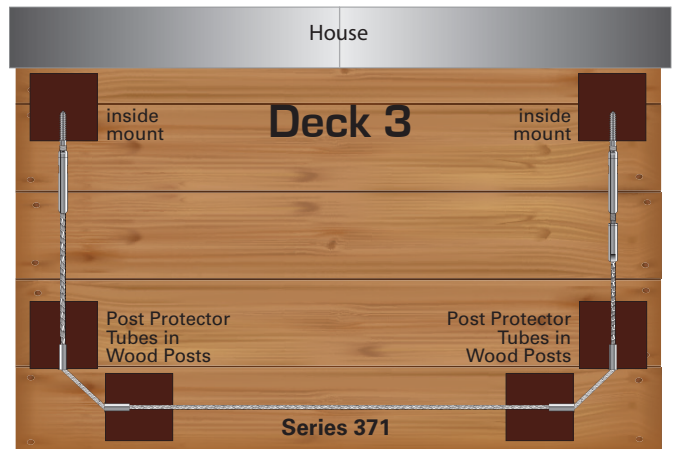 House
inside
mount
Deck 3
inside
mount
Post Protector
Tubes in
Wood Posts
Post Protector
Tubes in
Wood Posts
Series 371